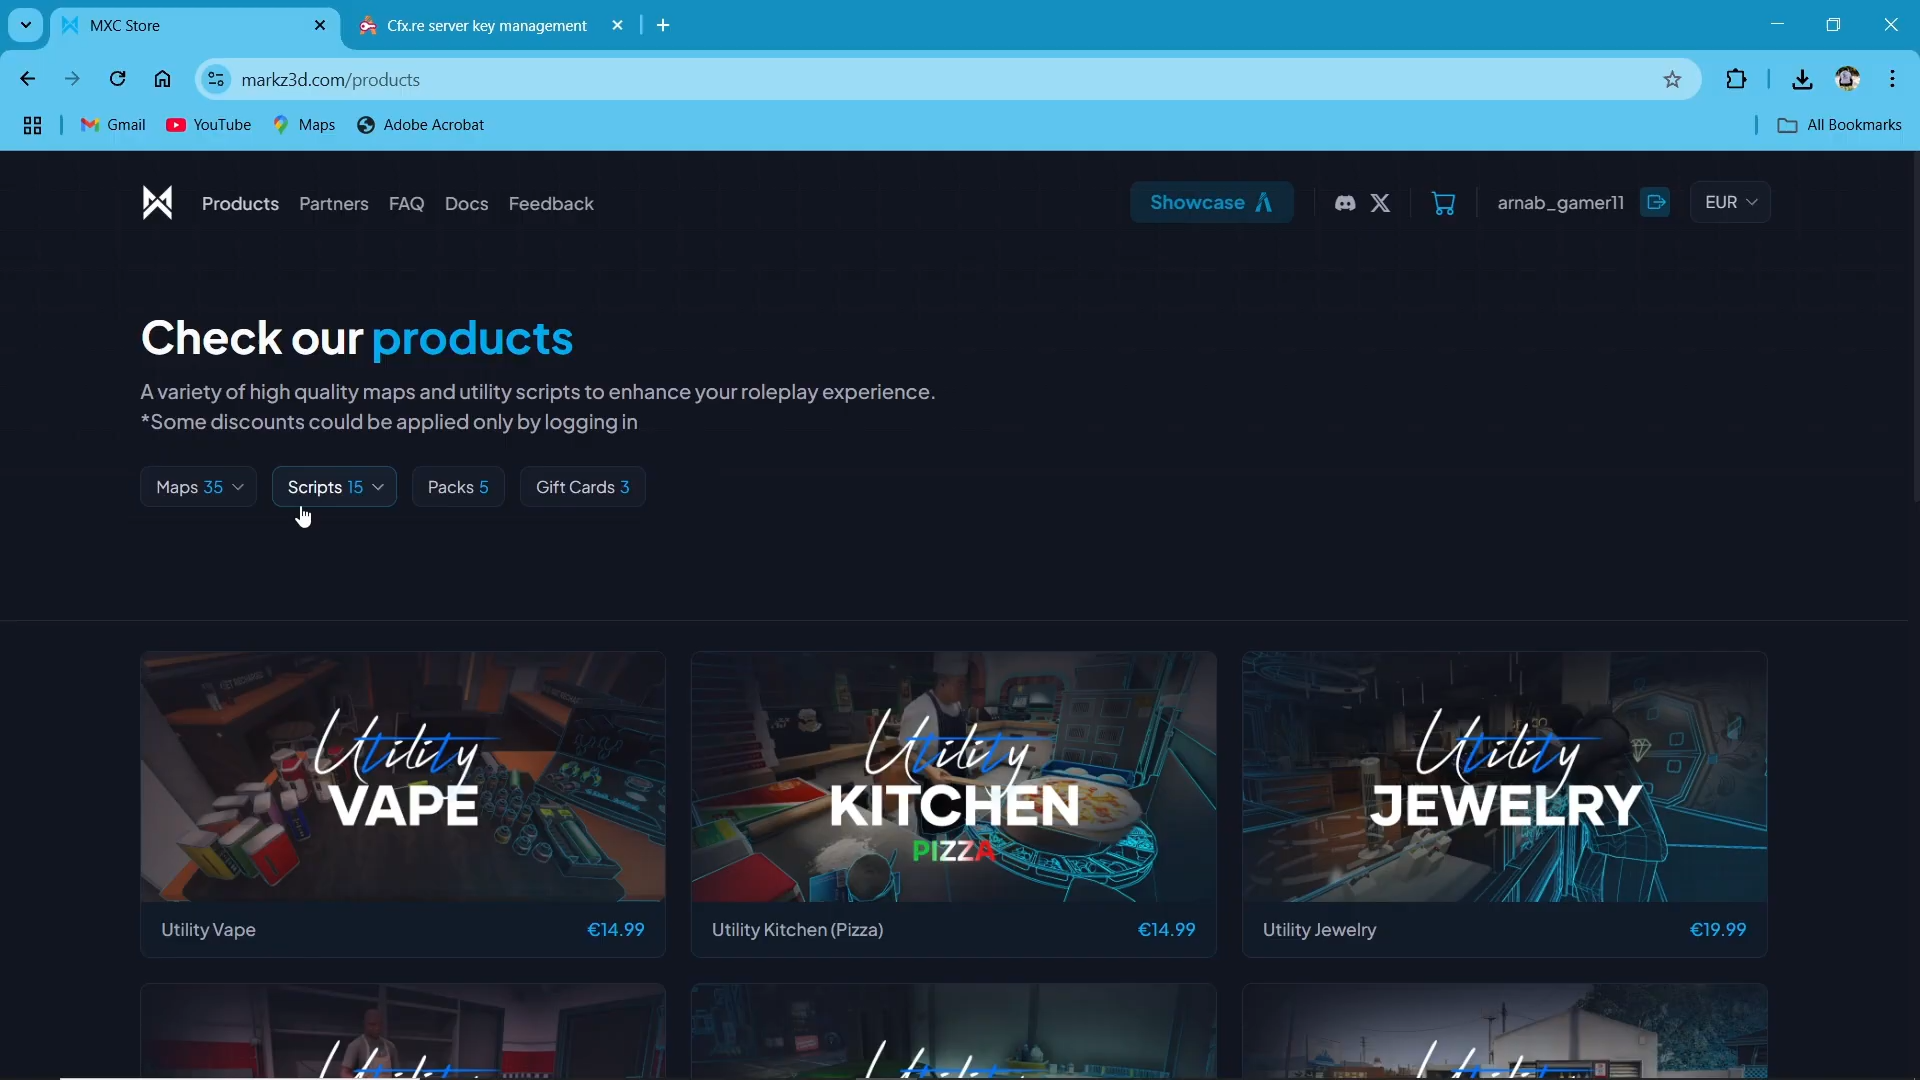 MXC Store
Cfx.re server key management
markz3d.com/products
Gmail
YouTube
Maps
Adobe Acrobat
All Bookmarks
Products
Partners
FAQ
Docs
Feedback
Showcase
arnab_gamer11
EUR
Check our products
A variety of high quality maps and utility scripts to enhance your roleplay experience.
*Some discounts could be applied only by logging in
Maps 35
Scripts 15
Packs 5
Gift Cards 3
Utility
VAPE
Utility Vape
€14.99
Utility
KITCHEN
PIZZA
Utility Kitchen (Pizza)
€14.99
Utility
JEWELRY
Utility Jewelry
€19.99